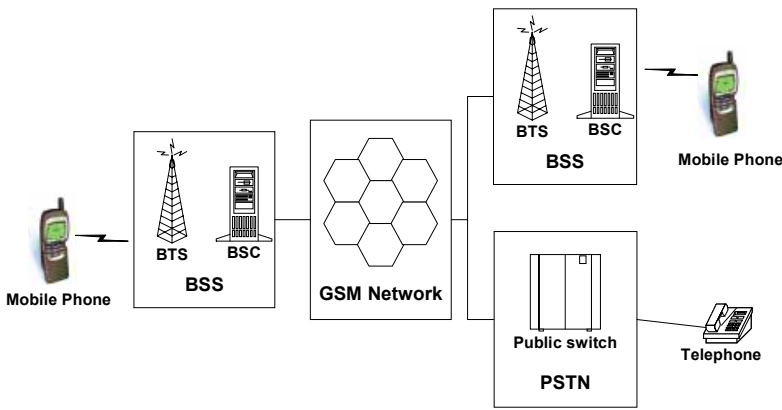 Mobile Phone
BTS
BSC
BSS
GSM Network
BTS
BSC
BSS
Mobile Phone
Public switch
PSTN
Telephone